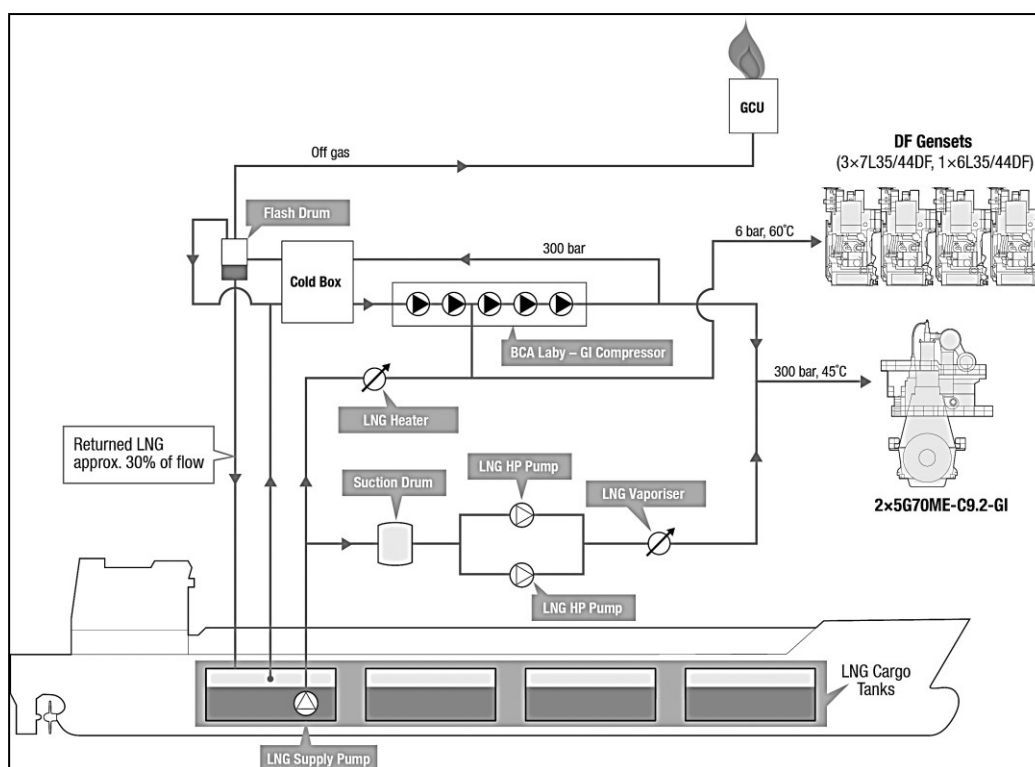 GCU
Off gas
DF Gensets
(3×7L35/44DF, 1×6L35/44DF)
Flash Drum
6 bar, 60°C
300 bar
Cold Box
BCA Laby – GI Compressor
300 bar, 45°C
LNG Heater
Returned LNG
approx. 30% of flow
LNG HP Pump
Suction Drum
LNG Vaporiser
2×5G70ME-C9.2-GI
LNG HP Pump
LNG Cargo
Tanks
LNG Supply Pump